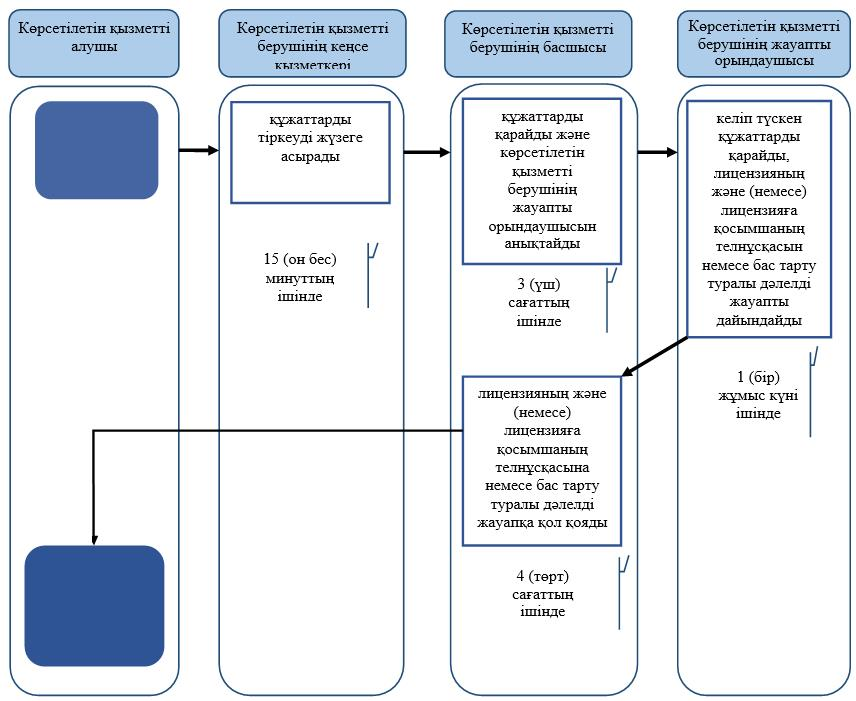 Көрсетілетін қызметті
алушы
Көрсетілетін қызметті
берушінің кеңсе
қызметкері
Көрсетілетін қызметті
берушінің басшысы
Көрсетілетін қызметті
берушінің жауапты
орындаушысы
құжаттарды
тіркеуді жүзеге
асырады
15 (он бес)
минуттың
ішінде
құжаттарды
қарайды және
көрсетілетін
қызметті
берушінің
жауапты
орындаушысын
анықтайды
3 (үш)
сағаттың
ішінде
келіп түскен
құжаттарды
қарайды,
лицензияның
және (немесе)
лицензияға
қосымшаның
телнұсқасын
немесе бас тарту
туралы дәлелді
жауапты
дайындайды
1 (бір)
жұмыс күні
ішінде
лицензияның және
(немесе)
лицензияға
қосымшаның
телнұсқасына
немесе бас тарту
туралы дәлелді
жауапқа қол қояды
4 (төрт)
сағаттың
ішінде